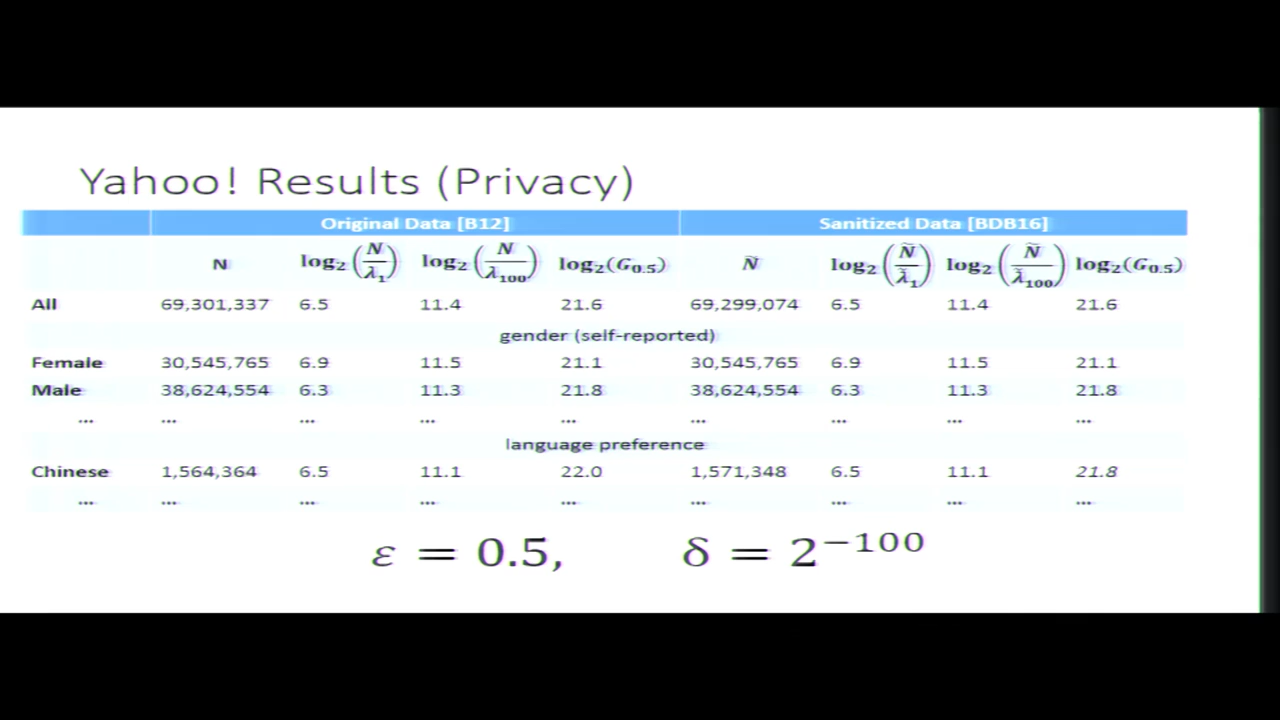 Yahoo! Results (Privacy)
Original Data [B12] Sanitized Data [BDB16]
N log₂(N/λ₁) log₂(N/λ₁₀₀) log₂(G₀.₅) Ñ log₂(Ñ/λ̃₁) log₂(Ñ/λ̃₁₀₀) log₂(G₀.₅)
All 69,301,337 6.5 11.4 21.6 69,299,074 6.5 11.4 21.6
gender (self-reported)
Female 30,545,765 6.9 11.5 21.1 30,545,765 6.9 11.5 21.1
Male 38,624,554 6.3 11.3 21.8 38,624,554 6.3 11.3 21.8
... ... ... ... ... ... ... ... ...
language preference
Chinese 1,564,364 6.5 11.1 22.0 1,571,348 6.5 11.1 21.8
... ... ... ... ... ... ... ... ...
ε = 0.5, δ = 2⁻¹⁰⁰